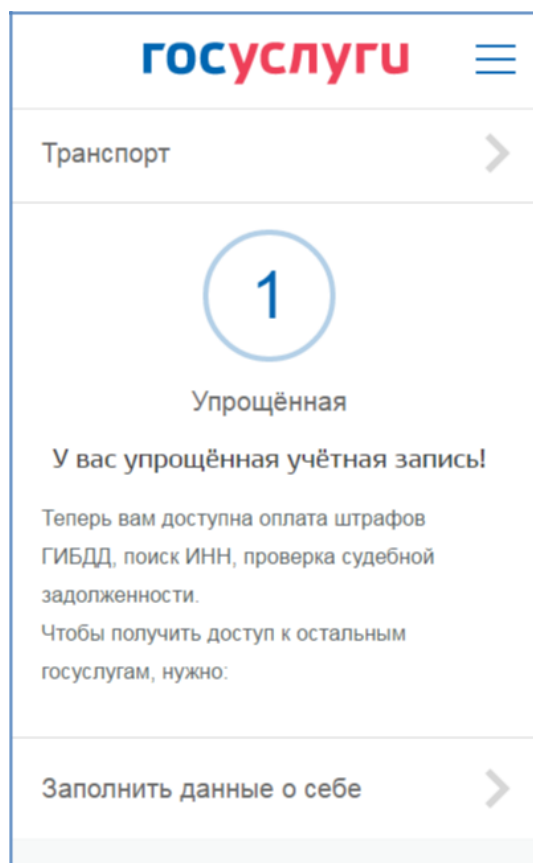 госуслуги
Транспорт
1
Упрощённая
У вас упрощённая учётная запись!
Теперь вам доступна оплата штрафов
ГИБДД, поиск ИНН, проверка судебной
задолженности.
Чтобы получить доступ к остальным
госуслугам, нужно:
Заполнить данные о себе